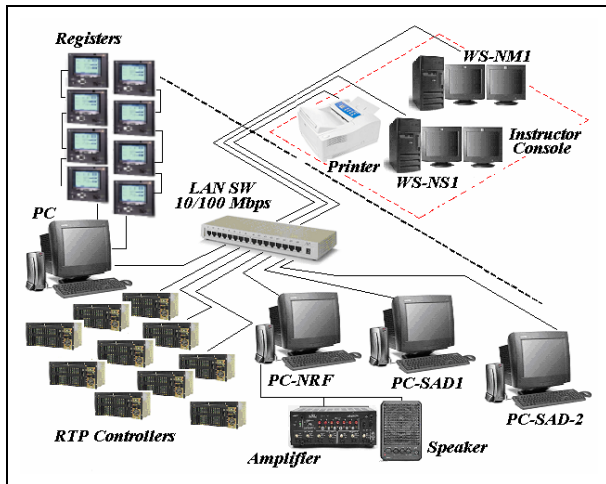 Registers
WS-NM1
Instructor
Console
Printer
WS-NS1
LAN SW
10/100 Mbps
PC
PC-NRF
PC-SAD1
PC-SAD-2
RTP Controllers
Amplifier
Speaker